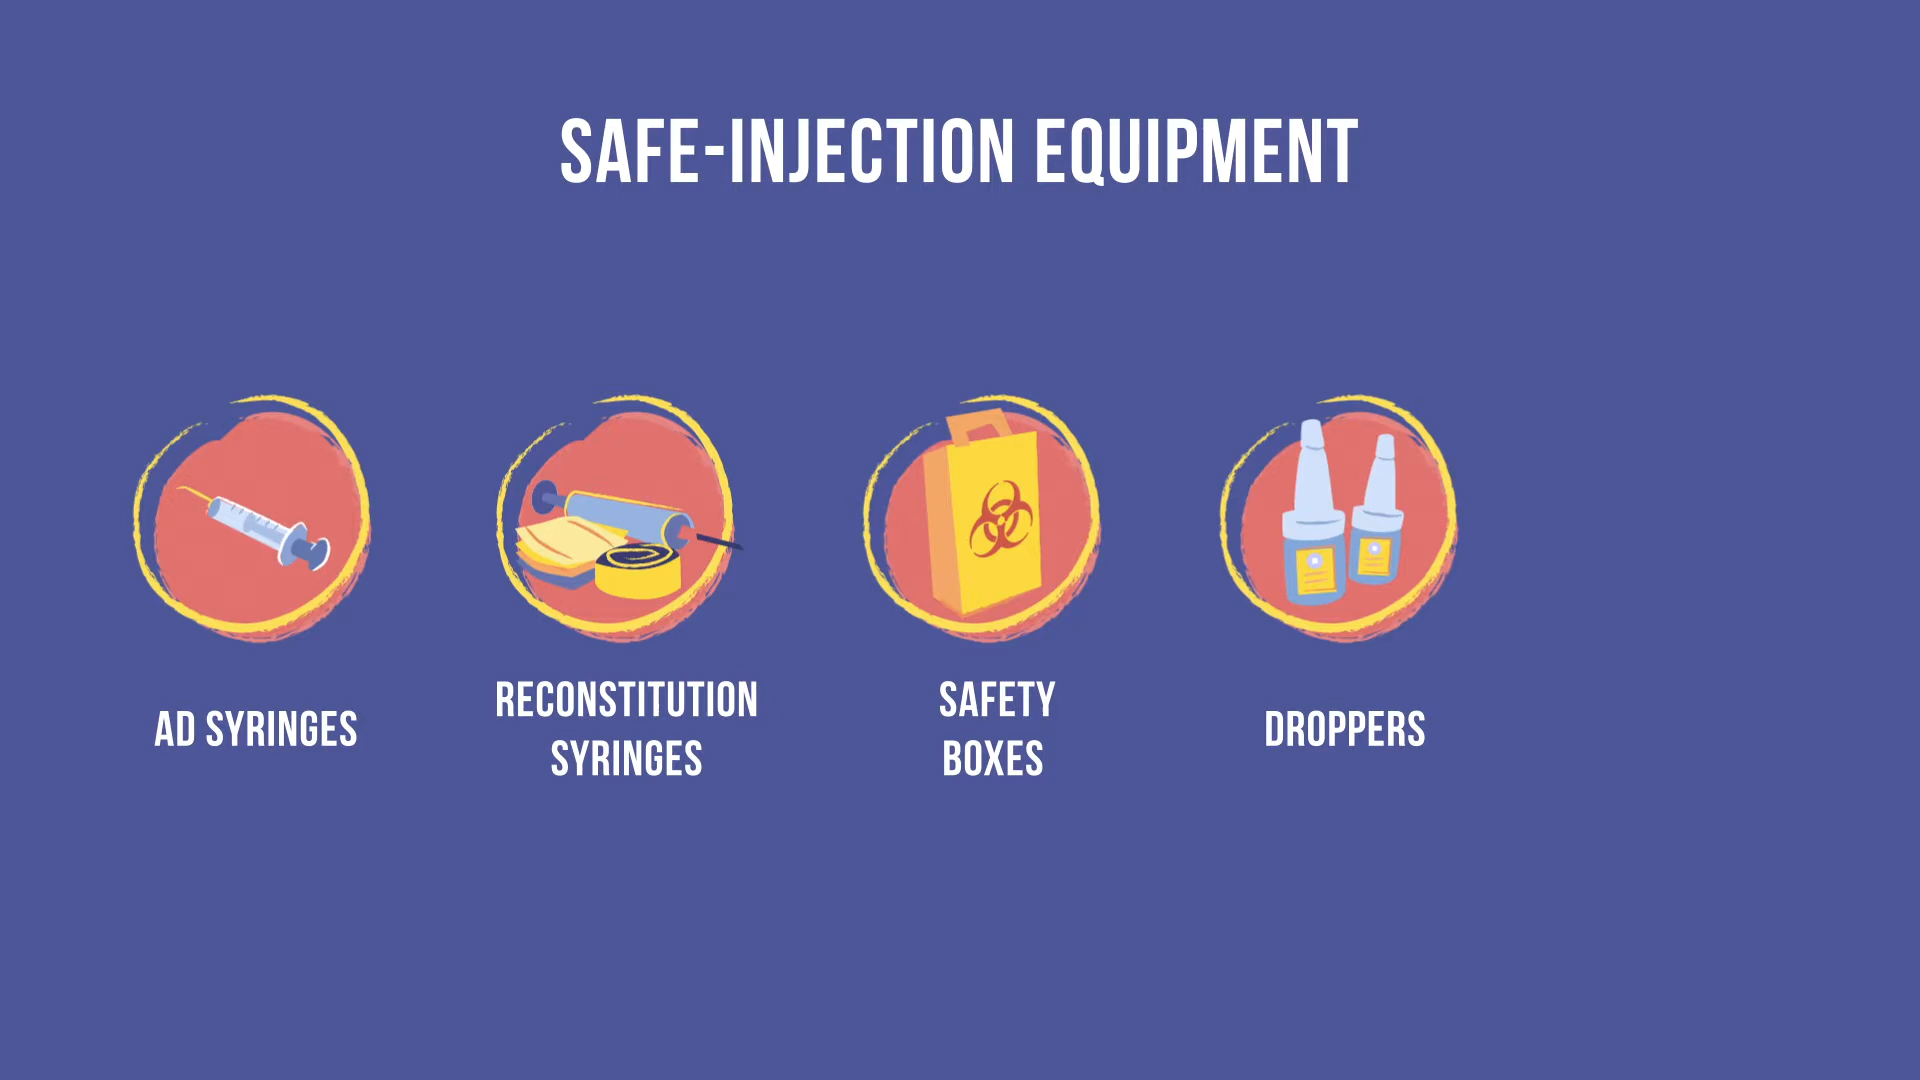 SAFE-INJECTION EQUIPMENT
AD SYRINGES
RECONSTITUTION
SYRINGES
SAFETY
BOXES
DROPPERS